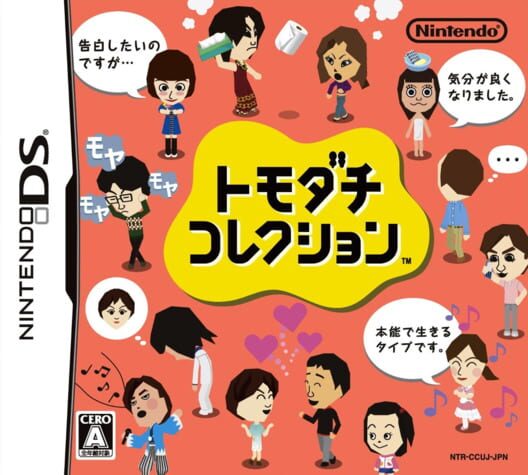 NINTENDO DS
Nintendo®
告白したいの
ですが…
気分が良く
なりました。
モヤ
モヤ
モヤ
…
トモダチ
コレクション™
本能で生きる
タイプです。
CERO
A
全年齢対象
NTR-CCUJ-JPN